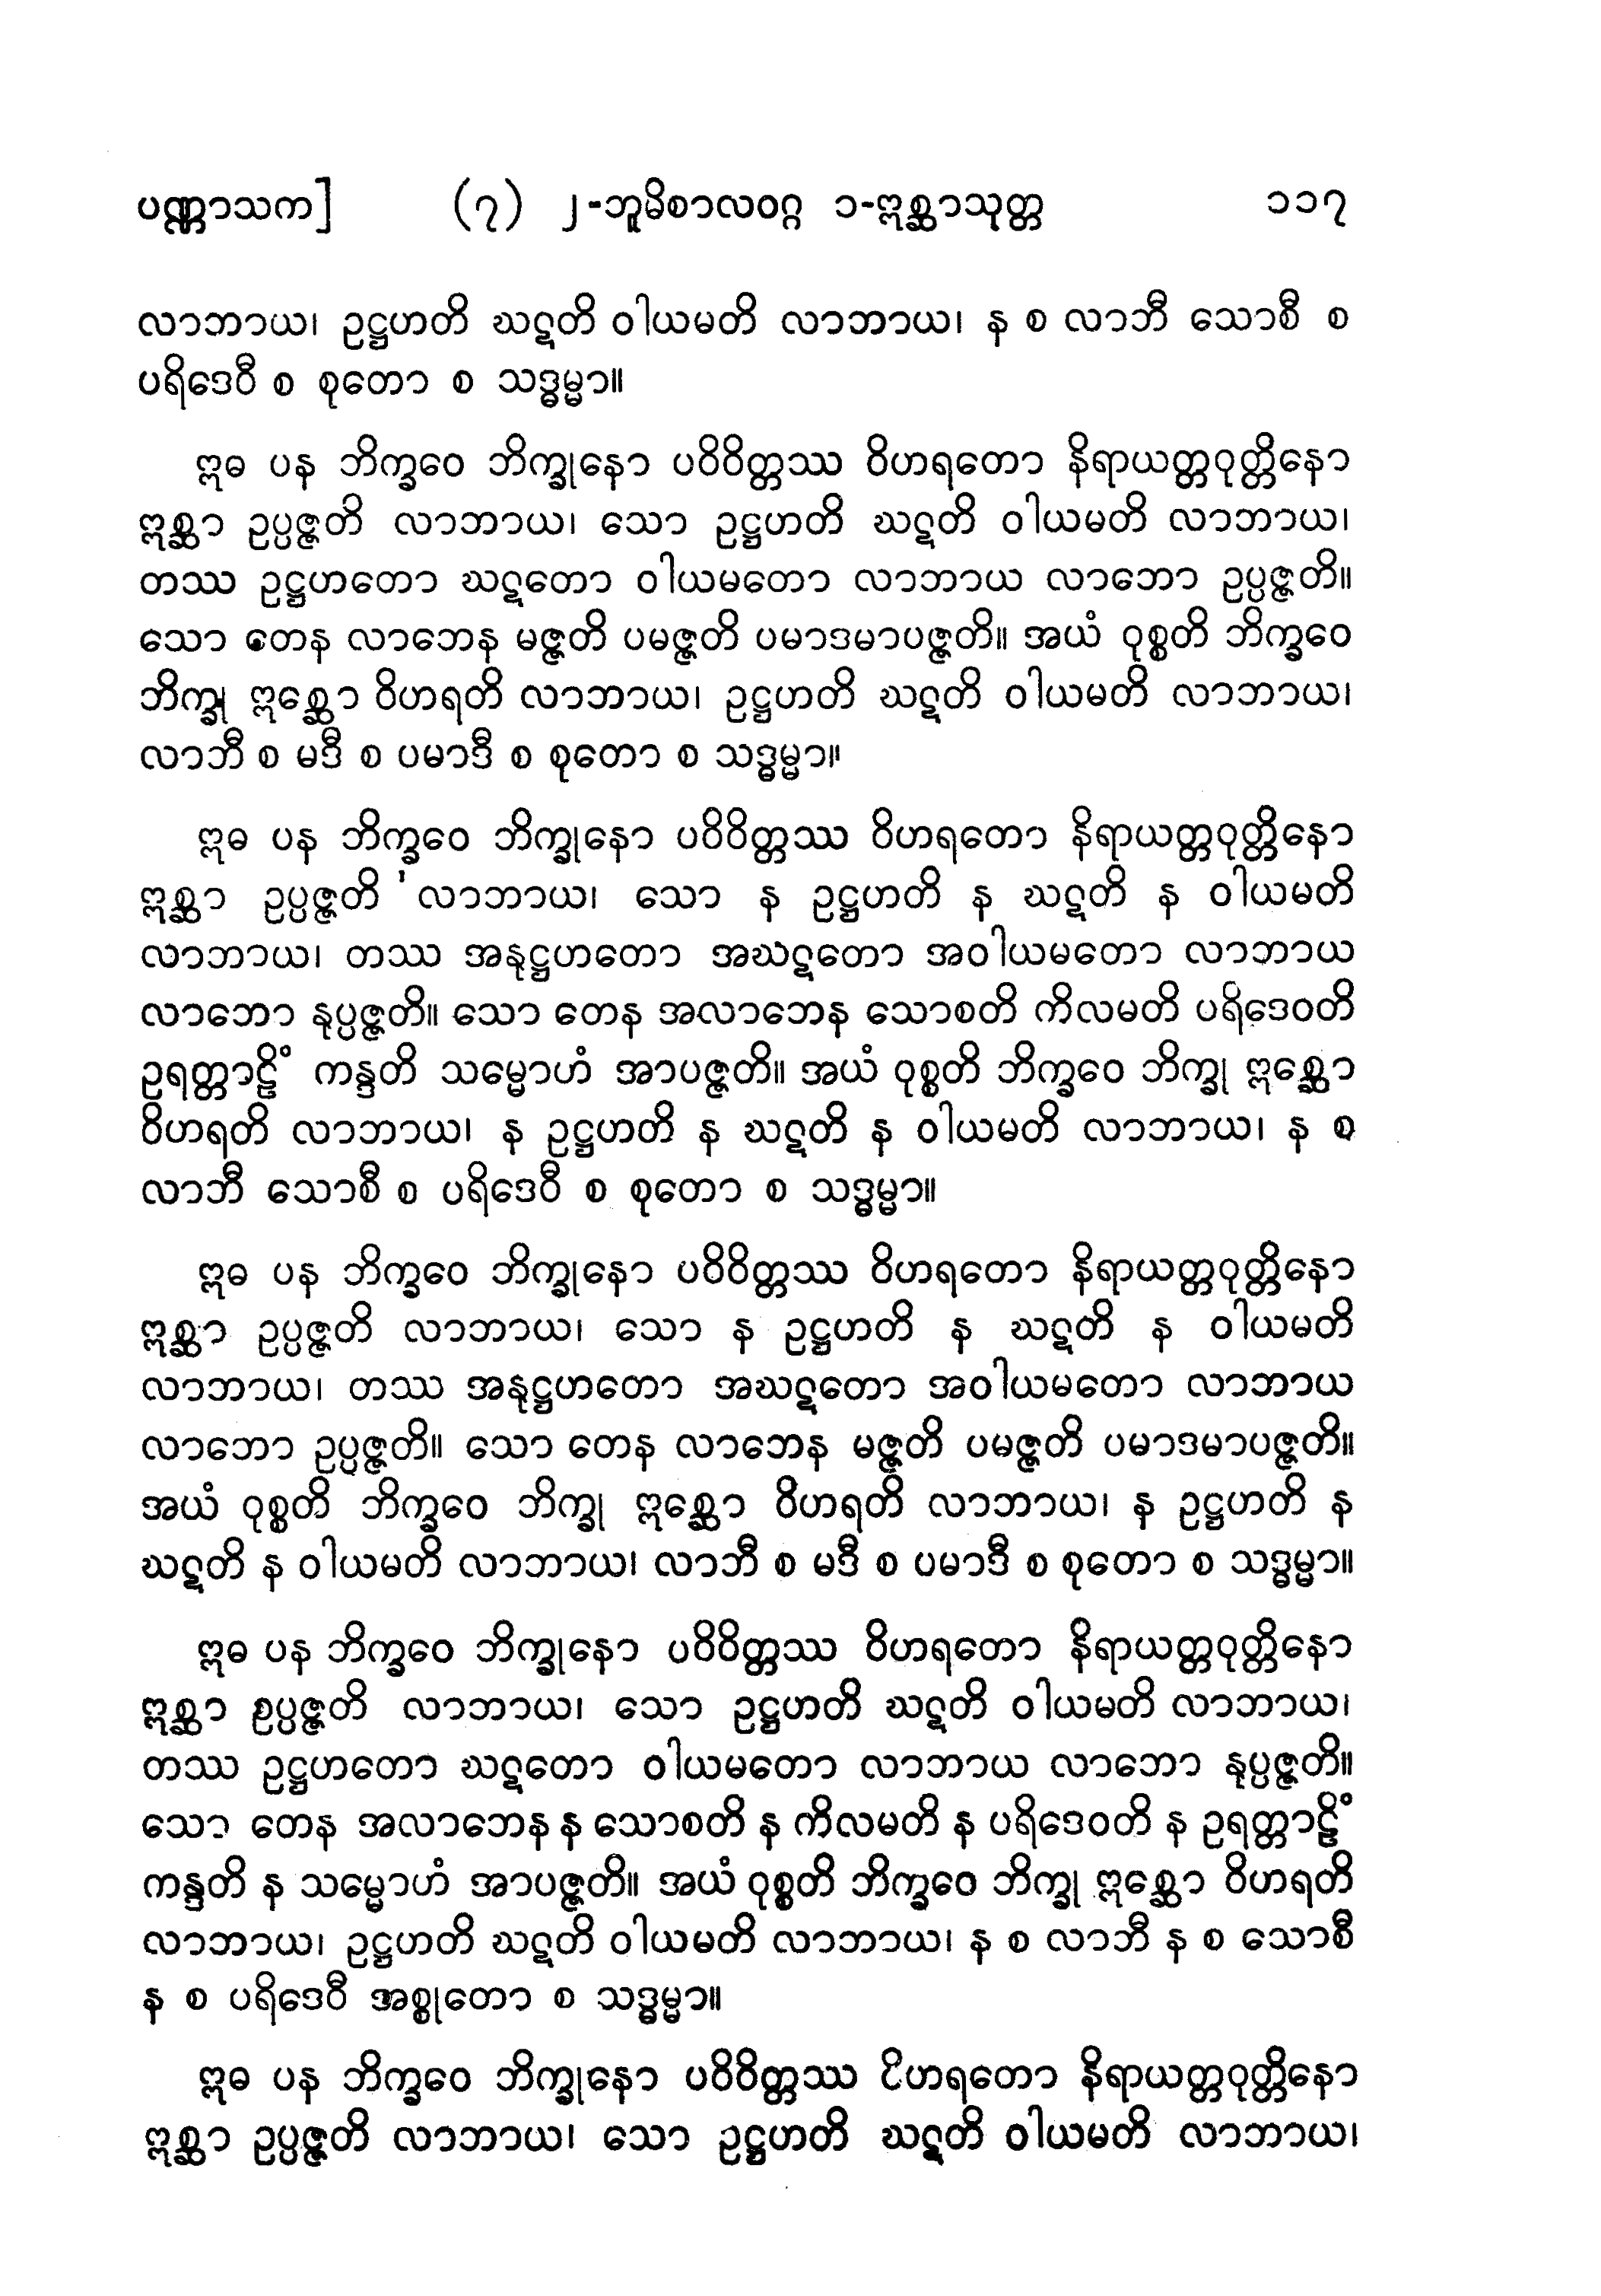 ပဏ္ဏာသက] (၇) ၂-ဘူမိစာလဝဂ္ဂ ၁-ဣစ္ဆာသုတ္တ ၁၁၇
လာဘာယ၊ ဥဋ္ဌဟတိ ဃဋတိ ဝါယမတိ လာဘာယ၊ န စ လာဘီ သောစီ စ
ပရိဒေဝီ စ စုတော စ သဒ္ဓမ္မာ။
ဣဓ ပန ဘိက္ခဝေ ဘိက္ခုနော ပဝိဝိတ္တဿ ဝိဟရတော နိရာယတ္တဝုတ္တိနော
ဣစ္ဆာ ဥပ္ပဇ္ဇတိ လာဘာယ၊ သော ဥဋ္ဌဟတိ ဃဋတိ ဝါယမတိ လာဘာယ၊
တဿ ဥဋ္ဌဟတော ဃဋတော ဝါယမတော လာဘာယ လာဘော ဥပ္ပဇ္ဇတိ။
သော တေန လာဘေန မဇ္ဇတိ ပမဇ္ဇတိ ပမာဒမာပဇ္ဇတိ။ အယံ ဝုစ္စတိ ဘိက္ခဝေ
ဘိက္ခု ဣစ္ဆော ဝိဟရတိ လာဘာယ၊ ဥဋ္ဌဟတိ ဃဋတိ ဝါယမတိ လာဘာယ၊
လာဘီ စ မဒီ စ ပမာဒီ စ စုတော စ သဒ္ဓမ္မာ။
ဣဓ ပန ဘိက္ခဝေ ဘိက္ခုနော ပဝိဝိတ္တဿ ဝိဟရတော နိရာယတ္တဝုတ္တိနော
ဣစ္ဆာ ဥပ္ပဇ္ဇတိ လာဘာယ၊ သော န ဥဋ္ဌဟတိ န ဃဋတိ န ဝါယမတိ
လာဘာယ၊ တဿ အနုဋ္ဌဟတော အဃဋတော အဝါယမတော လာဘာယ
လာဘော နုပ္ပဇ္ဇတိ။ သော တေန အလာဘေန သောစတိ ကိလမတိ ပရိဒေဝတိ
ဥရတ္တာဠိံ ကန္ဒတိ သမ္မောဟံ အာပဇ္ဇတိ။ အယံ ဝုစ္စတိ ဘိက္ခဝေ ဘိက္ခု ဣစ္ဆော
ဝိဟရတိ လာဘာယ၊ န ဥဋ္ဌဟတိ န ဃဋတိ န ဝါယမတိ လာဘာယ၊ န စ
လာဘီ သောစီ စ ပရိဒေဝီ စ စုတော စ သဒ္ဓမ္မာ။
ဣဓ ပန ဘိက္ခဝေ ဘိက္ခုနော ပဝိဝိတ္တဿ ဝိဟရတော နိရာယတ္တဝုတ္တိနော
ဣစ္ဆာ ဥပ္ပဇ္ဇတိ လာဘာယ၊ သော န ဥဋ္ဌဟတိ န ဃဋတိ န ဝါယမတိ
လာဘာယ၊ တဿ အနုဋ္ဌဟတော အဃဋတော အဝါယမတော လာဘာယ
လာဘော ဥပ္ပဇ္ဇတိ။ သော တေန လာဘေန မဇ္ဇတိ ပမဇ္ဇတိ ပမာဒမာပဇ္ဇတိ။
အယံ ဝုစ္စတိ ဘိက္ခဝေ ဘိက္ခု ဣစ္ဆော ဝိဟရတိ လာဘာယ၊ န ဥဋ္ဌဟတိ န
ဃဋတိ န ဝါယမတိ လာဘာယ၊ လာဘီ စ မဒီ စ ပမာဒီ စ စုတော စ သဒ္ဓမ္မာ။
ဣဓ ပန ဘိက္ခဝေ ဘိက္ခုနော ပဝိဝိတ္တဿ ဝိဟရတော နိရာယတ္တဝုတ္တိနော
ဣစ္ဆာ ဥပ္ပဇ္ဇတိ လာဘာယ၊ သော ဥဋ္ဌဟတိ ဃဋတိ ဝါယမတိ လာဘာယ၊
တဿ ဥဋ္ဌဟတော ဃဋတော ဝါယမတော လာဘာယ လာဘော နုပ္ပဇ္ဇတိ။
သော တေန အလာဘေန န သောစတိ န ကိလမတိ န ပရိဒေဝတိ န ဥရတ္တာဠိံ
ကန္ဒတိ န သမ္မောဟံ အာပဇ္ဇတိ။ အယံ ဝုစ္စတိ ဘိက္ခဝေ ဘိက္ခု ဣစ္ဆော ဝိဟရတိ
လာဘာယ၊ ဥဋ္ဌဟတိ ဃဋတိ ဝါယမတိ လာဘာယ၊ န စ လာဘီ န စ သောစီ
န စ ပရိဒေဝီ အစ္စုတော စ သဒ္ဓမ္မာ။
ဣဓ ပန ဘိက္ခဝေ ဘိက္ခုနော ပဝိဝိတ္တဿ ဝိဟရတော နိရာယတ္တဝုတ္တိနော
ဣစ္ဆာ ဥပ္ပဇ္ဇတိ လာဘာယ၊ သော ဥဋ္ဌဟတိ ဃဋတိ ဝါယမတိ လာဘာယ၊